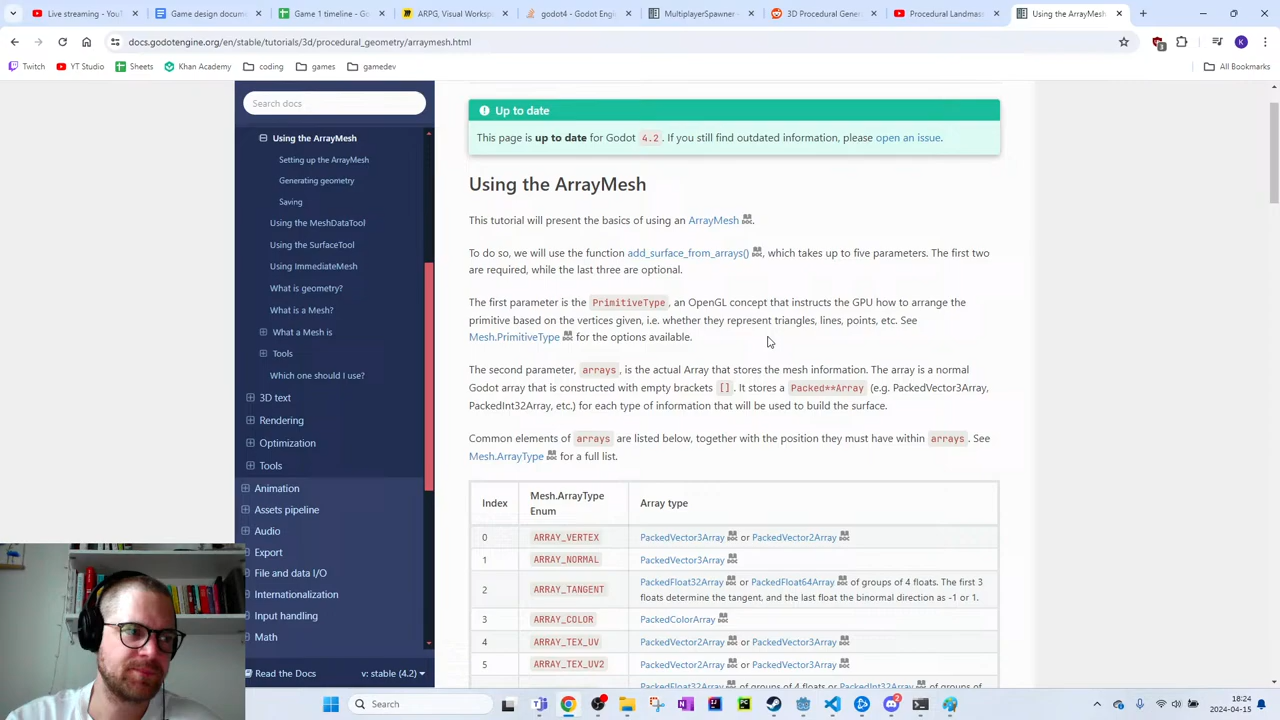 YouTube Studio
ARPG_Workshop
godot4 - Godot Eng
MultiplayerSpawner
3D Procedural Gene
Procedural Landmas
Using the ArrayMesh
docs.godotengine.org/en/stable/tutorials/3d/procedural_geometry/arraymesh.html
Twitch YT Studio Sheets Khan Academy coding games gamedev All Bookmarks
Search docs
Using the ArrayMesh
Setting up the ArrayMesh
Generating geometry
Saving
Using the MeshDataTool
Using the SurfaceTool
Using ImmediateMesh
What is geometry?
What is a Mesh?
What a Mesh is
Tools
Which one should I use?
3D text
Rendering
Optimization
Tools
Animation
Assets pipeline
Audio
Export
File and data I/O
Internationalization
Input handling
Math
Read the Docs v: stable (4.2)
Up to date
This page is up to date for Godot 4.2. If you still find outdated information, please open an issue.
Using the ArrayMesh
This tutorial will present the basics of using an ArrayMesh.
To do so, we will use the function add_surface_from_arrays(), which takes up to five parameters. The first two
are required, while the last three are optional.
The first parameter is the PrimitiveType, an OpenGL concept that instructs the GPU how to arrange the
primitive based on the vertices given, i.e. whether they represent triangles, lines, points, etc. See
Mesh.PrimitiveType for the options available.
The second parameter, arrays, is the actual Array that stores the mesh information. The array is a normal
Godot array that is constructed with empty brackets []. It stores a Packed**Array (e.g. PackedVector3Array,
PackedInt32Array, etc.) for each type of information that will be used to build the surface.
Common elements of arrays are listed below, together with the position they must have within arrays. See
Mesh.ArrayType for a full list.
Index Mesh.ArrayType Enum Array type
0 ARRAY_VERTEX PackedVector3Array or PackedVector2Array
1 ARRAY_NORMAL PackedVector3Array
2 ARRAY_TANGENT PackedFloat32Array or PackedFloat64Array of groups of 4 floats. The first 3
floats determine the tangent, and the last float the binormal direction as -1 or 1.
3 ARRAY_COLOR PackedColorArray
4 ARRAY_TEX_UV PackedVector2Array or PackedVector3Array
5 ARRAY_TEX_UV2 PackedVector2Array or PackedVector3Array
PackedFloat32Array of groups of 4 floats or PackedInt32Array of groups of
Search
18:24
2024-04-15